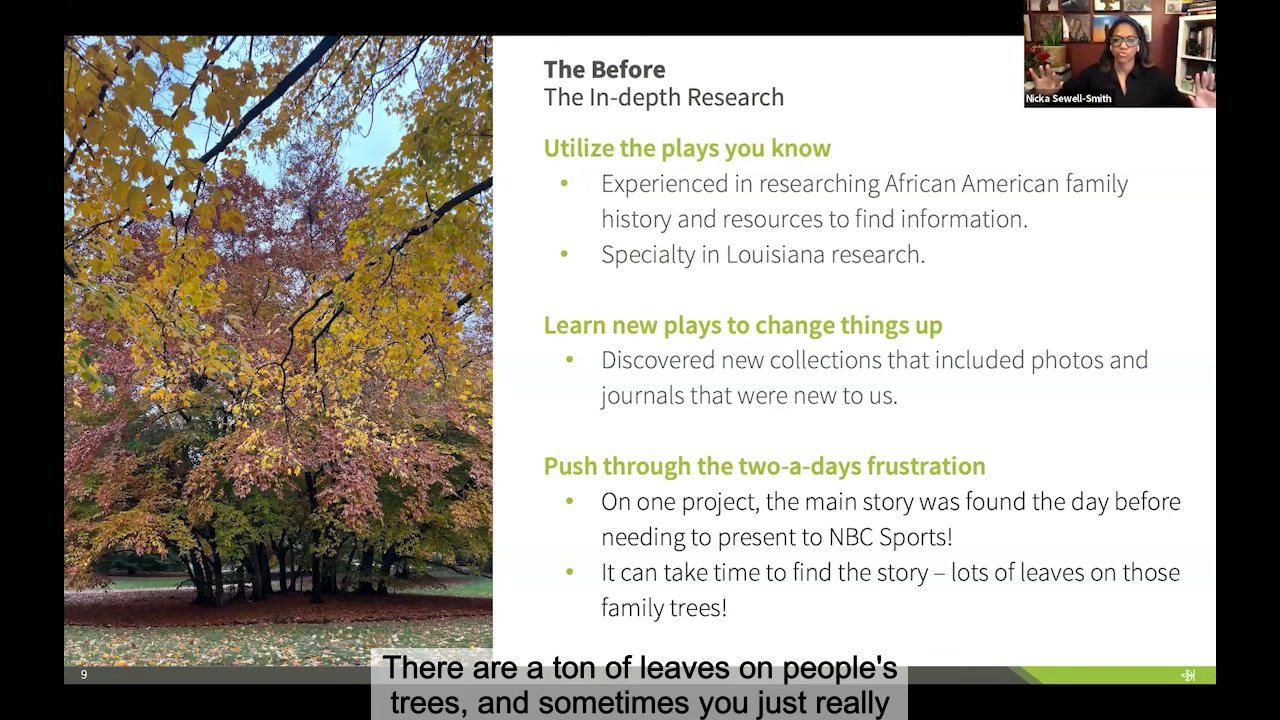 The Before
The In-depth Research
Nicka Sewell-Smith
Utilize the plays you know
• Experienced in researching African American family
history and resources to find information.
• Specialty in Louisiana research.
Learn new plays to change things up
• Discovered new collections that included photos and
journals that were new to us.
Push through the two-a-days frustration
• On one project, the main story was found the day before
needing to present to NBC Sports!
• It can take time to find the story – lots of leaves on those
family trees!
9
There are a ton of leaves on people's
trees, and sometimes you just really